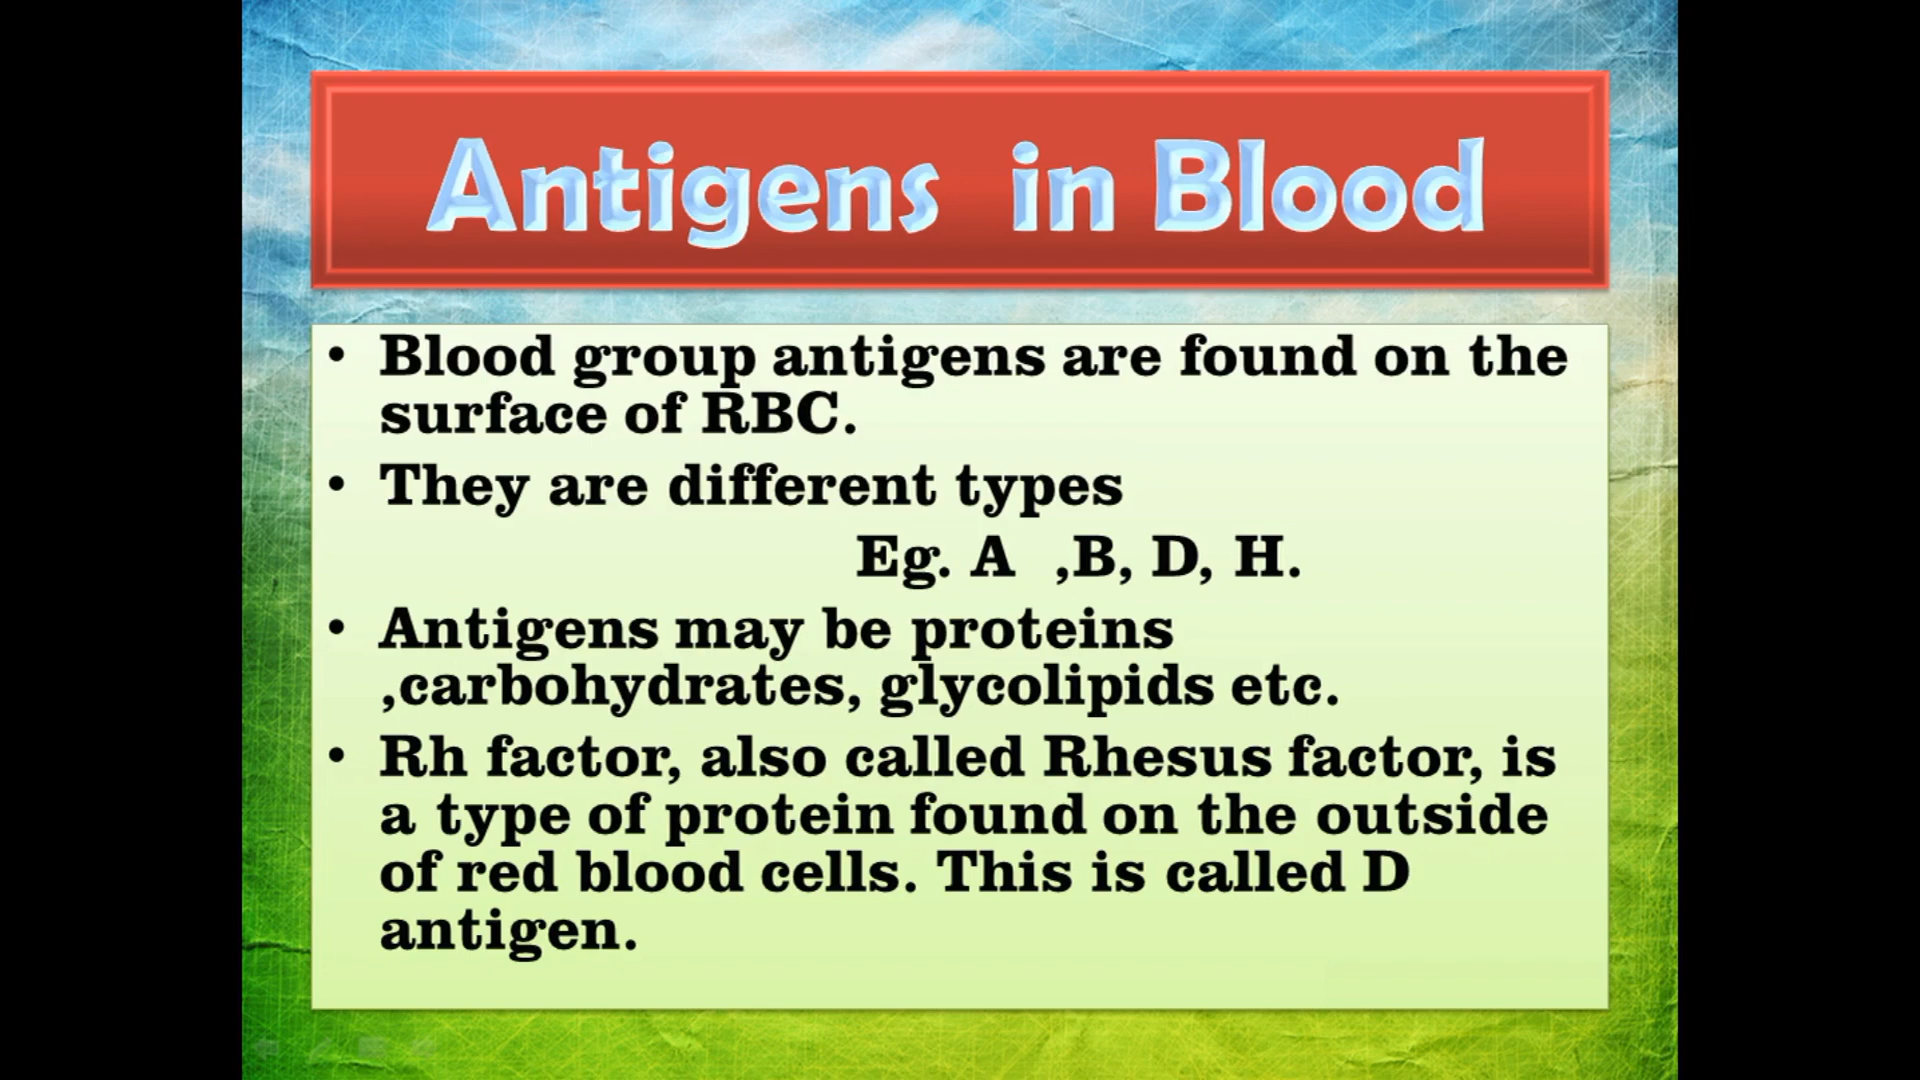 Antigens in Blood
• Blood group antigens are found on the
surface of RBC.
• They are different types
Eg. A ,B, D, H.
• Antigens may be proteins
,carbohydrates, glycolipids etc.
• Rh factor, also called Rhesus factor, is
a type of protein found on the outside
of red blood cells. This is called D
antigen.